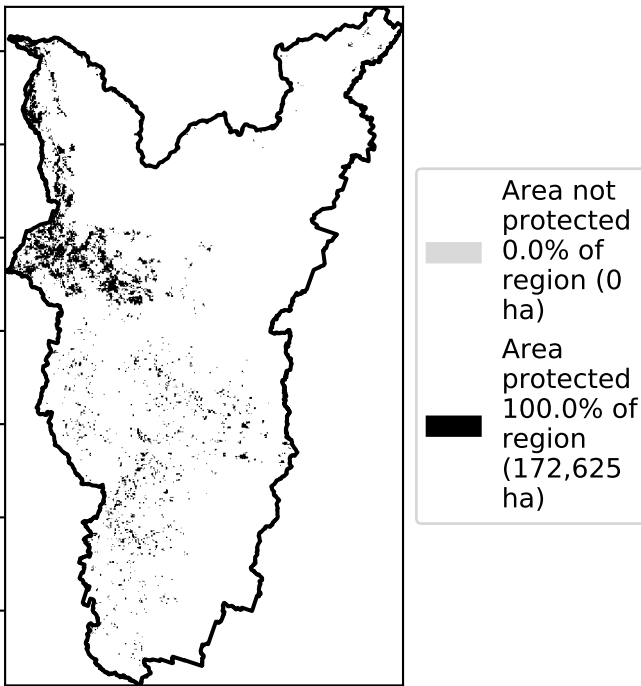 Area not
protected
0.0% of
region (0
ha)
Area
protected
100.0% of
region
(172,625
ha)